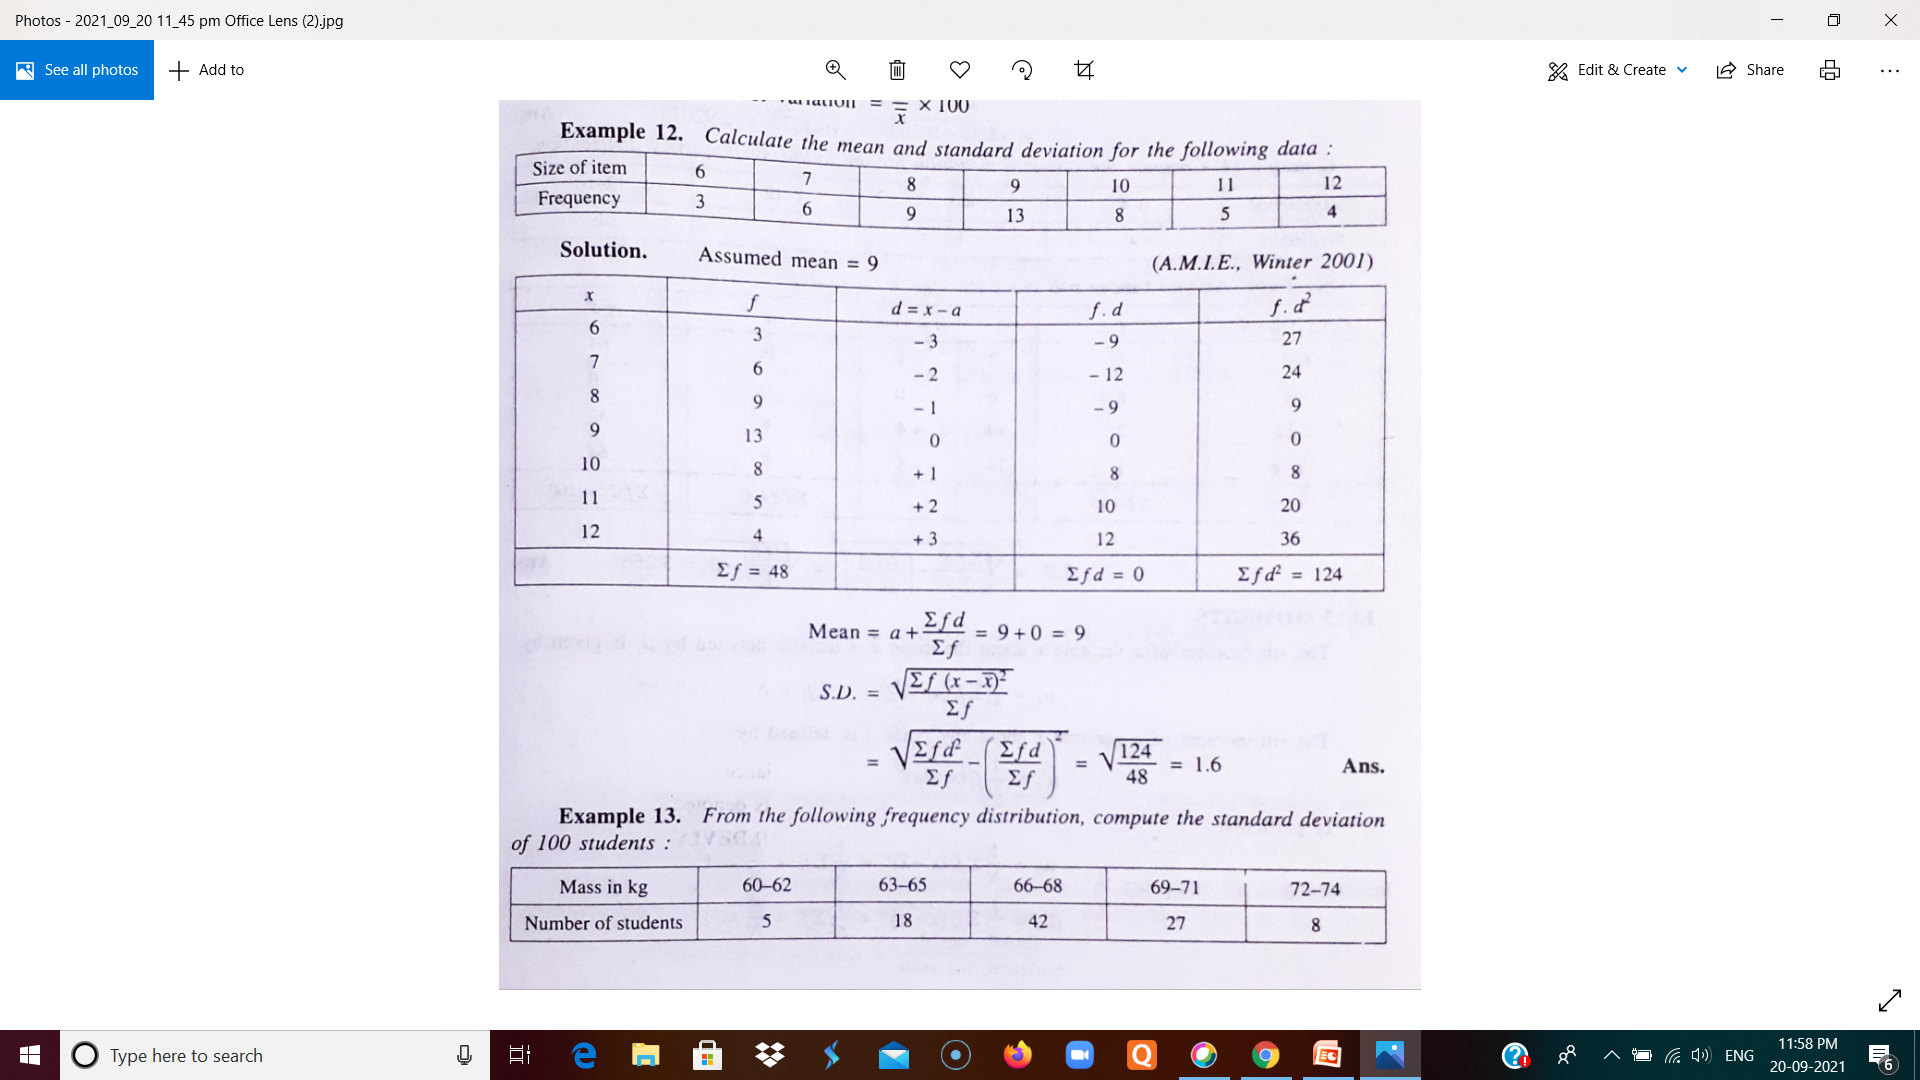 Photos - 2021_09_20 11_45 pm Office Lens (2).jpg
See all photos
Add to
Edit & Create
Share
= — × 100
x̄
Example 12. Calculate the mean and standard deviation for the following data :
Size of item 6 7 8 9 10 11 12
Frequency 3 6 9 13 8 5 4
Solution. Assumed mean = 9 (A.M.I.E., Winter 2001)
x f d = x – a f . d f . d²
6 3 – 3 – 9 27
7 6 – 2 – 12 24
8 9 – 1 – 9 9
9 13 0 0 0
10 8 + 1 8 8
11 5 + 2 10 20
12 4 + 3 12 36
Σf = 48 Σfd = 0 Σfd² = 124
Mean = a + Σfd / Σf = 9 + 0 = 9
S.D. = √(Σf (x – x̄)² / Σf)
= √(Σfd² / Σf – (Σfd / Σf)²) = √(124 / 48) = 1.6 Ans.
Example 13. From the following frequency distribution, compute the standard deviation
of 100 students :
Mass in kg 60–62 63–65 66–68 69–71 72–74
Number of students 5 18 42 27 8
Type here to search
ENG
11:58 PM
20-09-2021
6